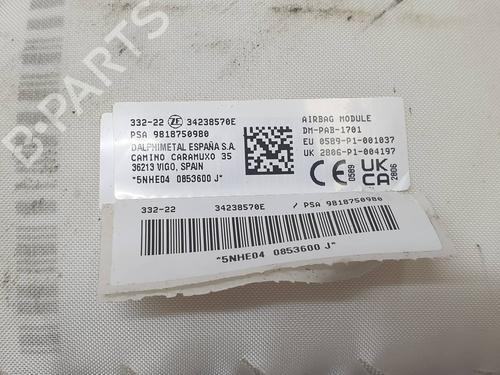 332-22 ZF 34238570E
PSA 9818750980
DALPHIMETAL ESPAÑA S.A.
CAMINO CARAMUXO 35
36213 VIGO, SPAIN
*5NHE04 0853600 J*
AIRBAG MODULE
DM-PAB-1701
EU 0589-P1-001037
UK 2806-P1-004197
CE 0589 UK CA 2806
332-22 34238570E / PSA 9818750980
*5NHE04 0853600 J*